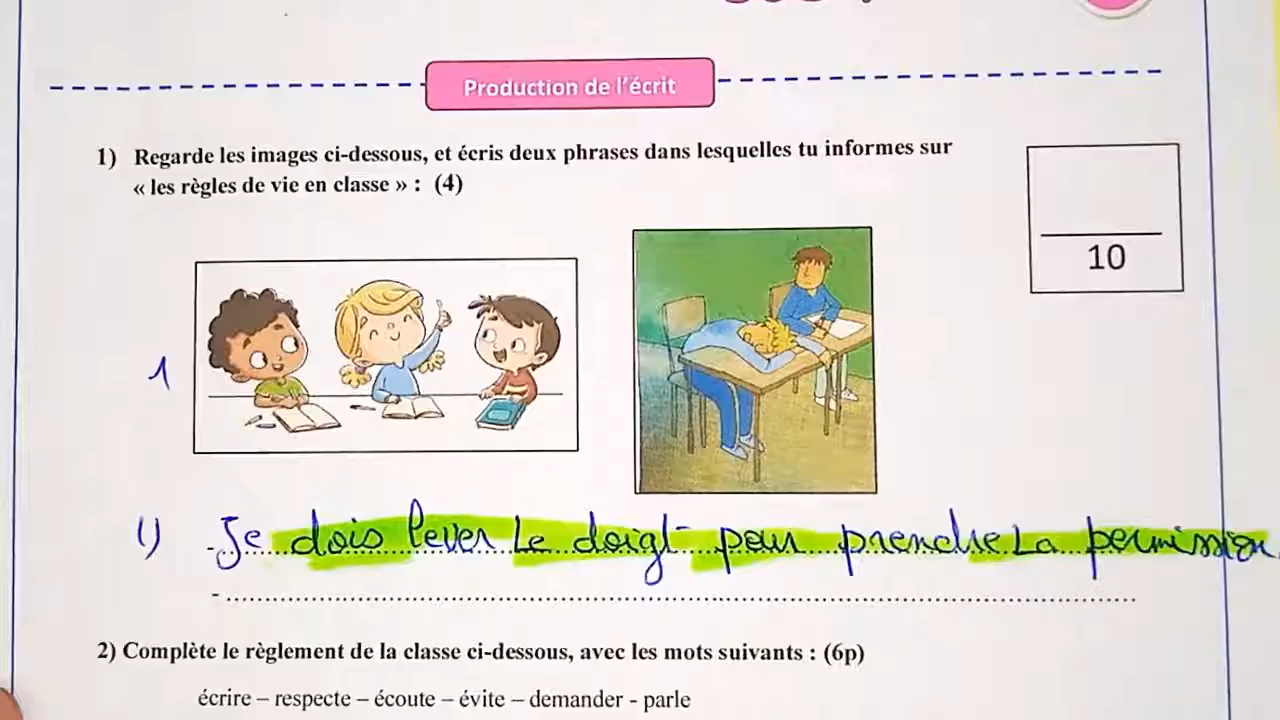 Production de l'écrit
1) Regarde les images ci-dessous, et écris deux phrases dans lesquelles tu informes sur
« les règles de vie en classe » : (4)
10
1
1) - Je dois lever Le doigt pour prendre La permission
-
2) Complète le règlement de la classe ci-dessous, avec les mots suivants : (6p)
écrire – respecte – écoute – évite – demander - parle